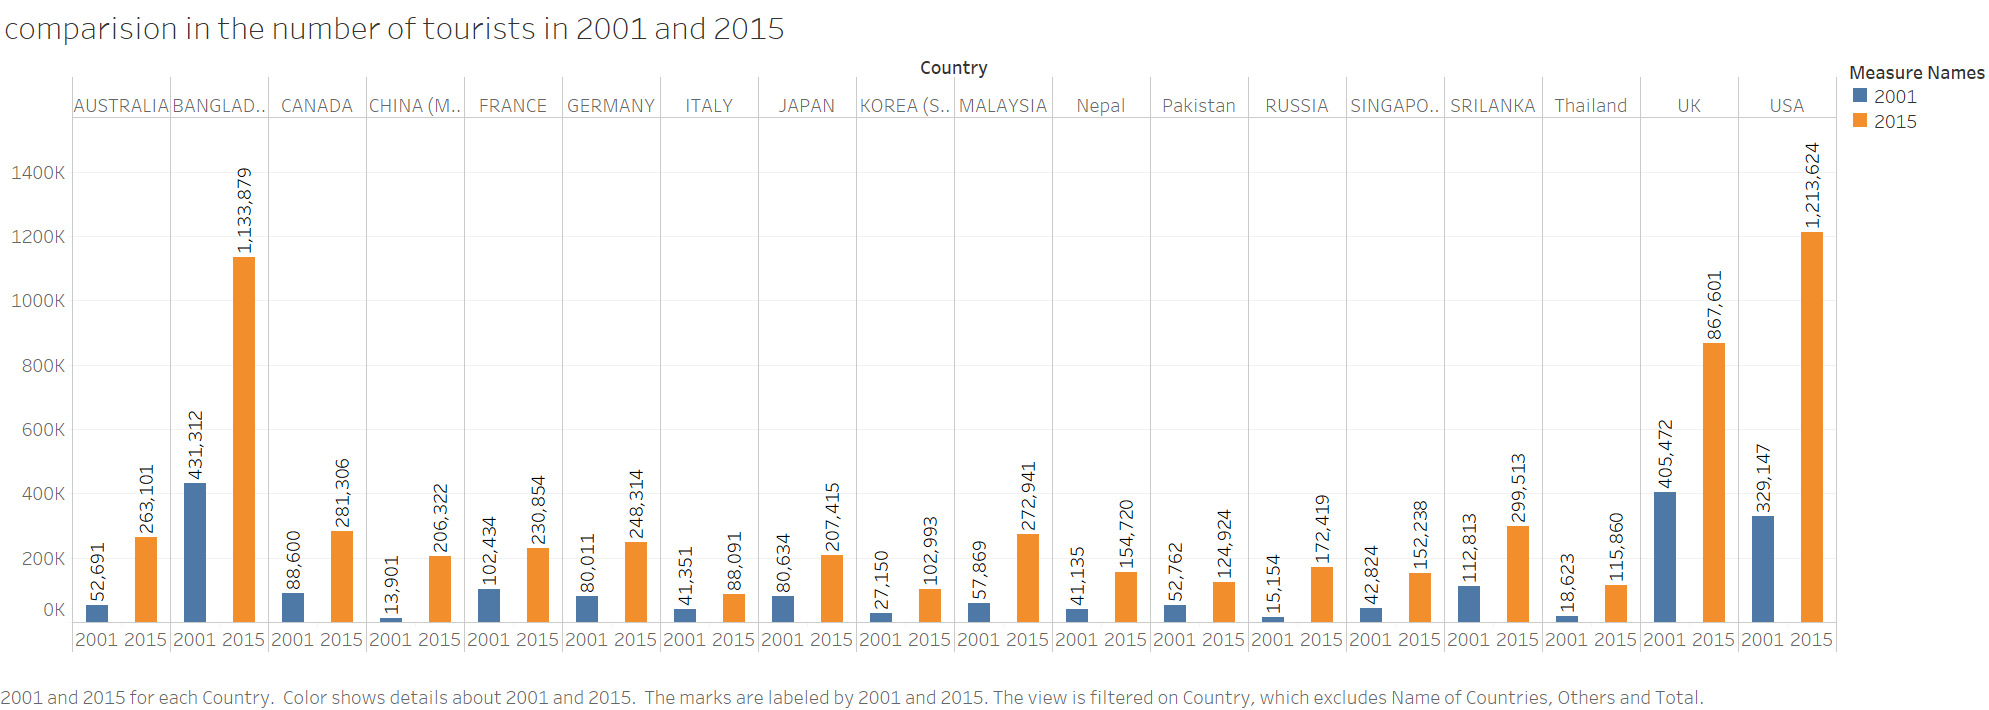 comparision in the number of tourists in 2001 and 2015
Country
Measure Names
2001
2015
AUSTRALIA BANGLAD.. CANADA CHINA (M.. FRANCE GERMANY ITALY JAPAN KOREA (S.. MALAYSIA Nepal Pakistan RUSSIA SINGAPO.. SRILANKA Thailand UK USA
1400K
1200K
1000K
800K
600K
400K
200K
0K
52,691
263,101
431,312
1,133,879
88,600
281,306
13,901
206,322
102,434
230,854
80,011
248,314
41,351
88,091
80,634
207,415
27,150
102,993
57,869
272,941
41,135
154,720
52,762
124,924
15,154
172,419
42,824
152,238
112,813
299,513
18,623
115,860
405,472
867,601
329,147
1,213,624
2001 2015 2001 2015 2001 2015 2001 2015 2001 2015 2001 2015 2001 2015 2001 2015 2001 2015 2001 2015 2001 2015 2001 2015 2001 2015 2001 2015 2001 2015 2001 2015 2001 2015 2001 2015
2001 and 2015 for each Country.  Color shows details about 2001 and 2015.  The marks are labeled by 2001 and 2015. The view is filtered on Country, which excludes Name of Countries, Others and Total.